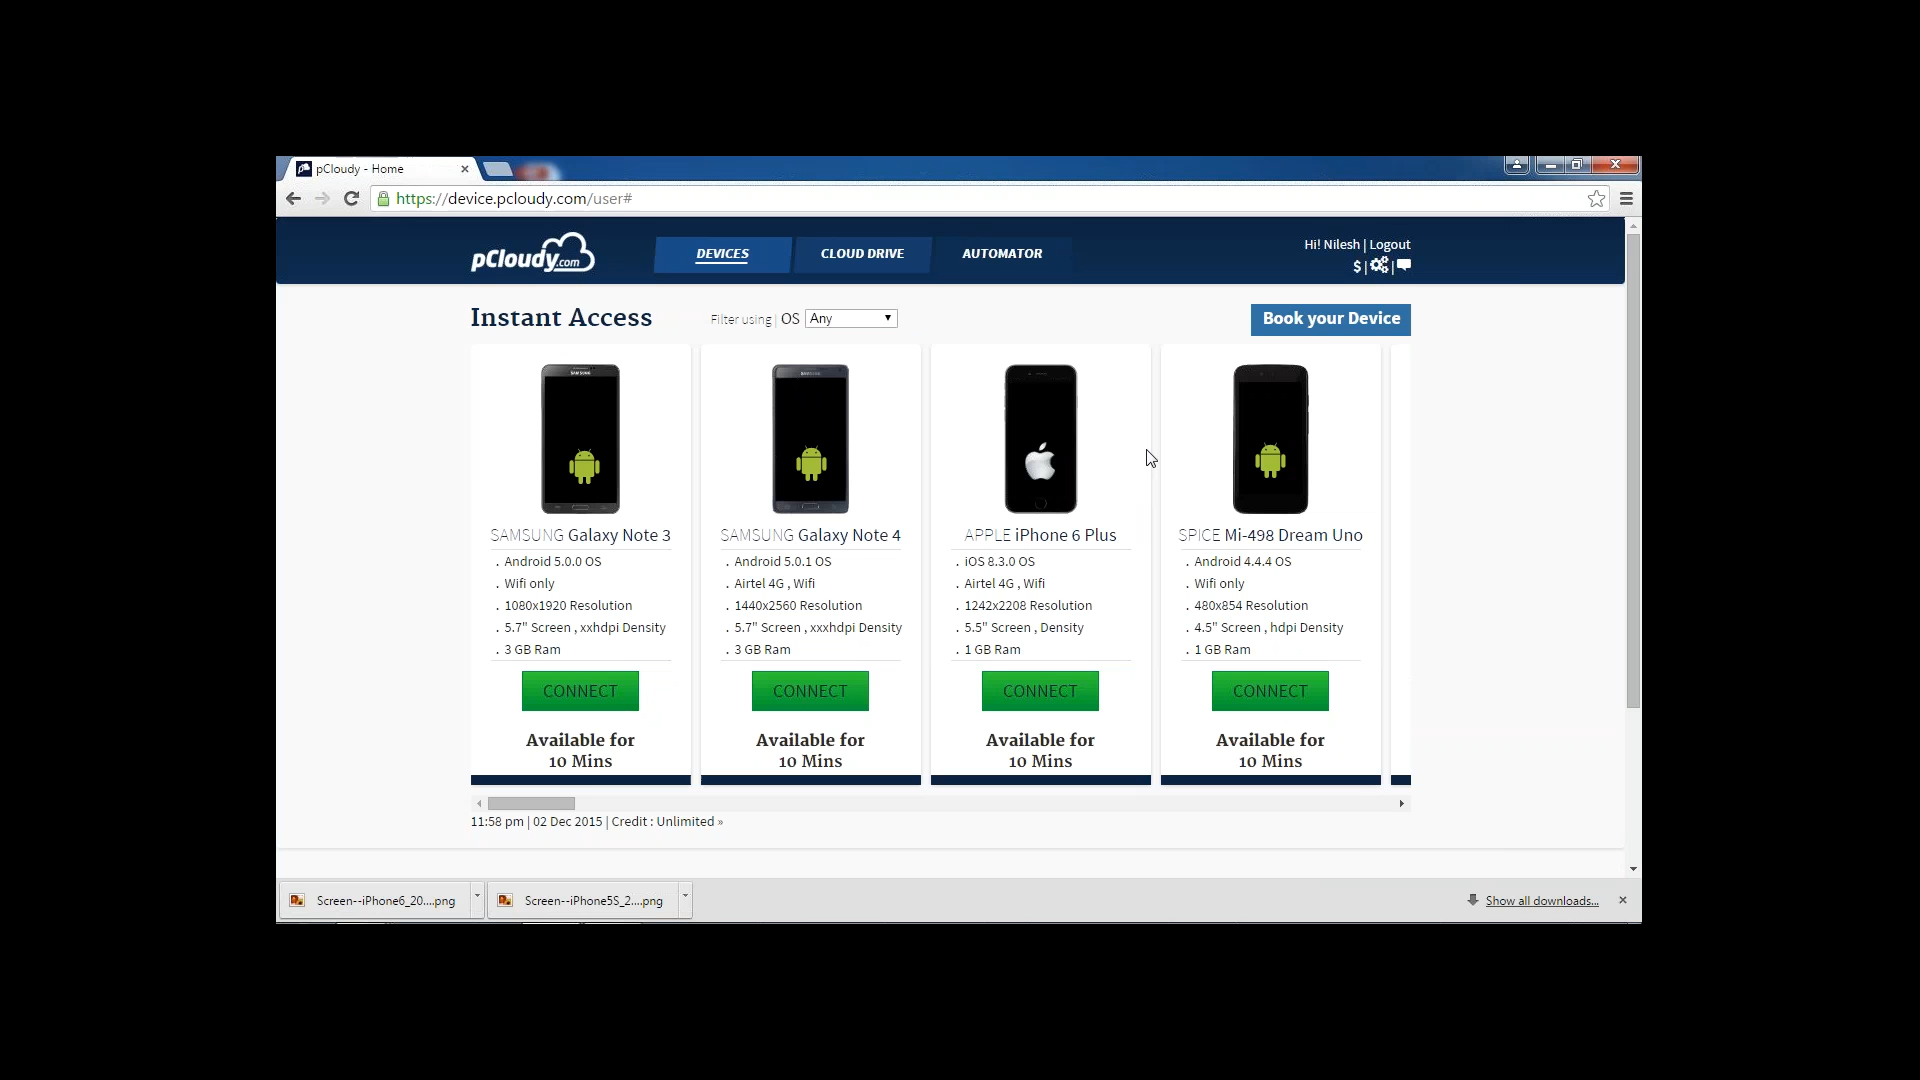 pCloudy - Home
https://device.pcloudy.com/user#
pCloudy.com
DEVICES
CLOUD DRIVE
AUTOMATOR
Hi! Nilesh | Logout
$ | |
Instant Access
Filter using | OS Any
Book your Device
SAMSUNG
SAMSUNG Galaxy Note 3
. Android 5.0.0 OS
. Wifi only
. 1080x1920 Resolution
. 5.7" Screen , xxhdpi Density
. 3 GB Ram
CONNECT
Available for
10 Mins
SAMSUNG
SAMSUNG Galaxy Note 4
. Android 5.0.1 OS
. Airtel 4G , Wifi
. 1440x2560 Resolution
. 5.7" Screen , xxxhdpi Density
. 3 GB Ram
CONNECT
Available for
10 Mins
APPLE iPhone 6 Plus
. iOS 8.3.0 OS
. Airtel 4G , Wifi
. 1242x2208 Resolution
. 5.5" Screen , Density
. 1 GB Ram
CONNECT
Available for
10 Mins
SPICE Mi-498 Dream Uno
. Android 4.4.4 OS
. Wifi only
. 480x854 Resolution
. 4.5" Screen , hdpi Density
. 1 GB Ram
CONNECT
Available for
10 Mins
11:58 pm | 02 Dec 2015 | Credit : Unlimited »
Screen--iPhone6_20....png
Screen--iPhone5S_2....png
Show all downloads...